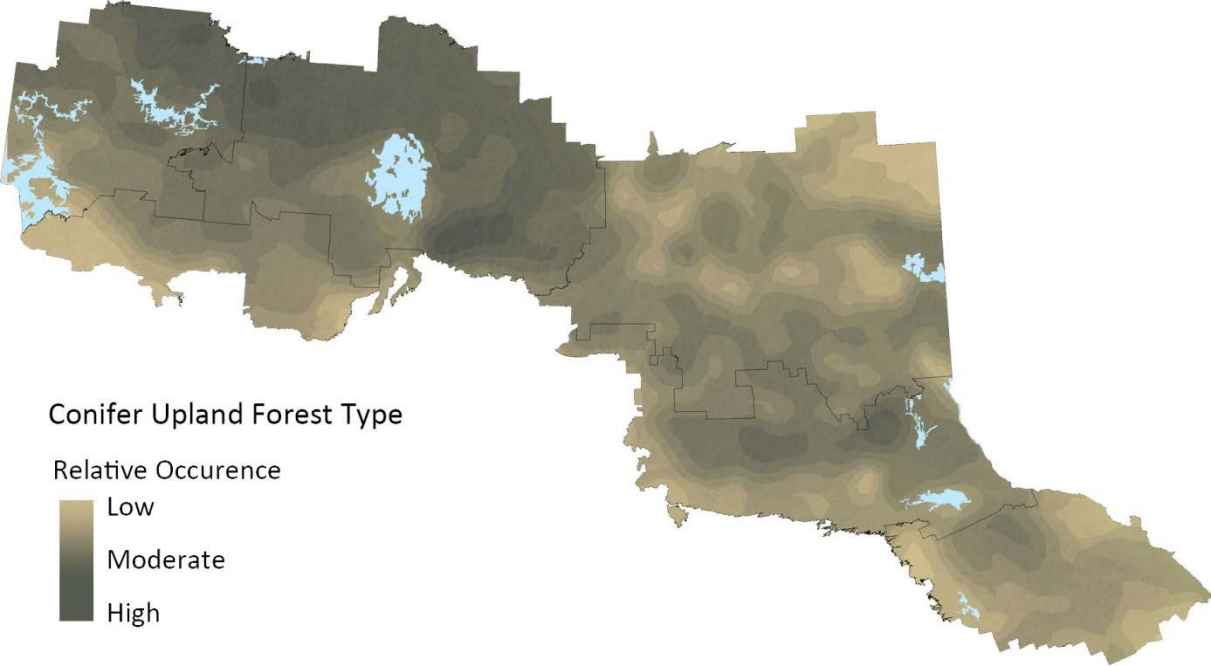 Conifer Upland Forest Type
Relative Occurence
Low
Moderate
High